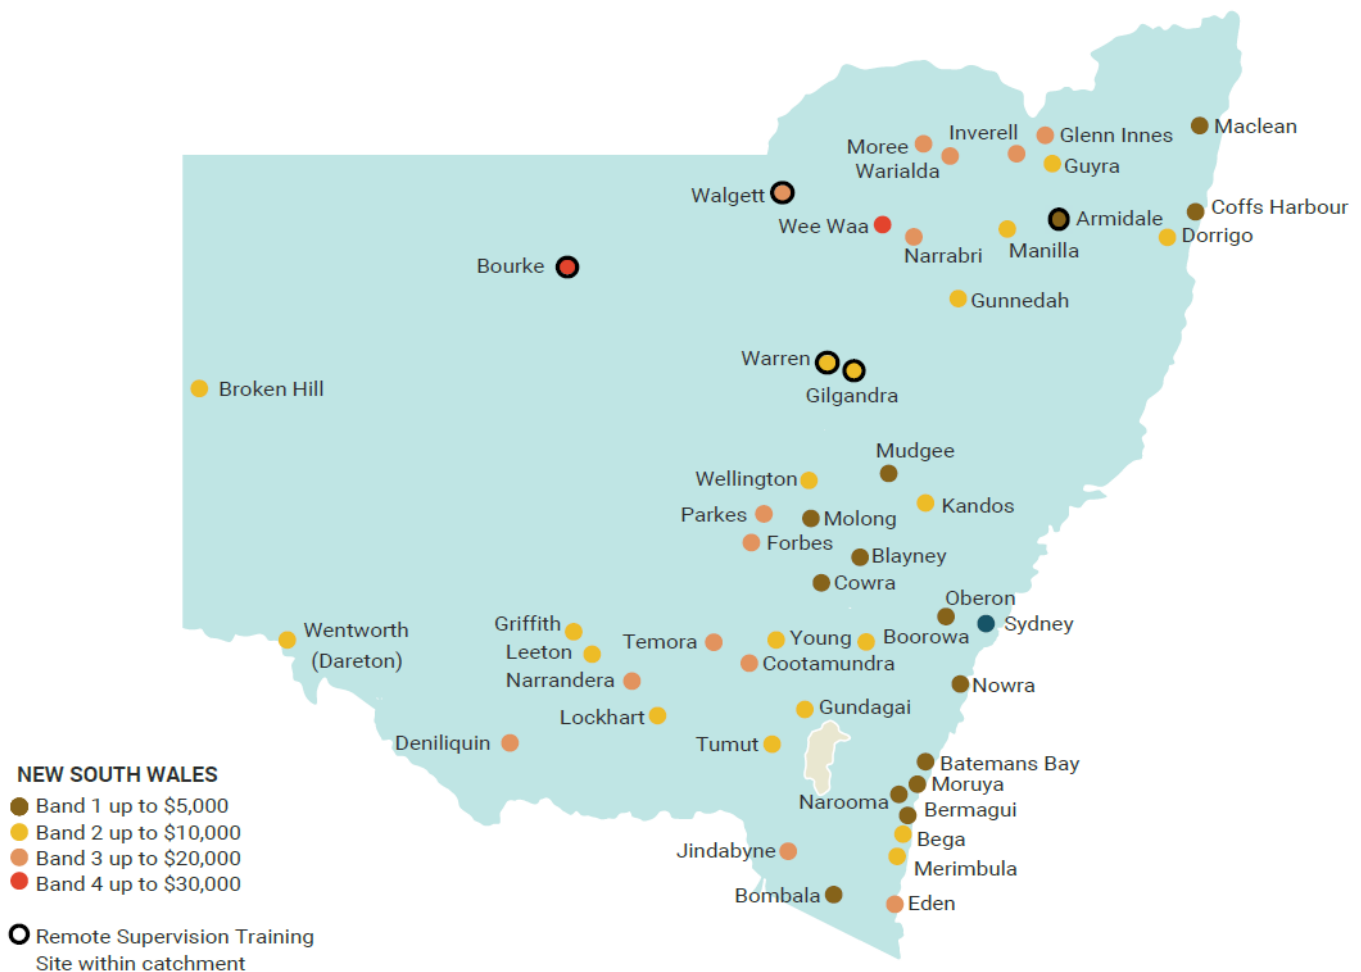 Maclean
Inverell
Glenn Innes
Moree
Warialda
Guyra
Walgett
Coffs Harbour
Armidale
Wee Waa
Dorrigo
Narrabri
Manilla
Bourke
Gunnedah
Warren
Gilgandra
Broken Hill
Mudgee
Wellington
Kandos
Parkes
Molong
Forbes
Blayney
Cowra
Oberon
Sydney
Griffith
Wentworth
(Dareton)
Temora
Young
Boorowa
Leeton
Cootamundra
Narrandera
Nowra
Lockhart
Gundagai
Deniliquin
Tumut
Batemans Bay
Moruya
Narooma
Bermagui
Bega
Jindabyne
Merimbula
Bombala
Eden
NEW SOUTH WALES
Band 1 up to $5,000
Band 2 up to $10,000
Band 3 up to $20,000
Band 4 up to $30,000
Remote Supervision Training
Site within catchment